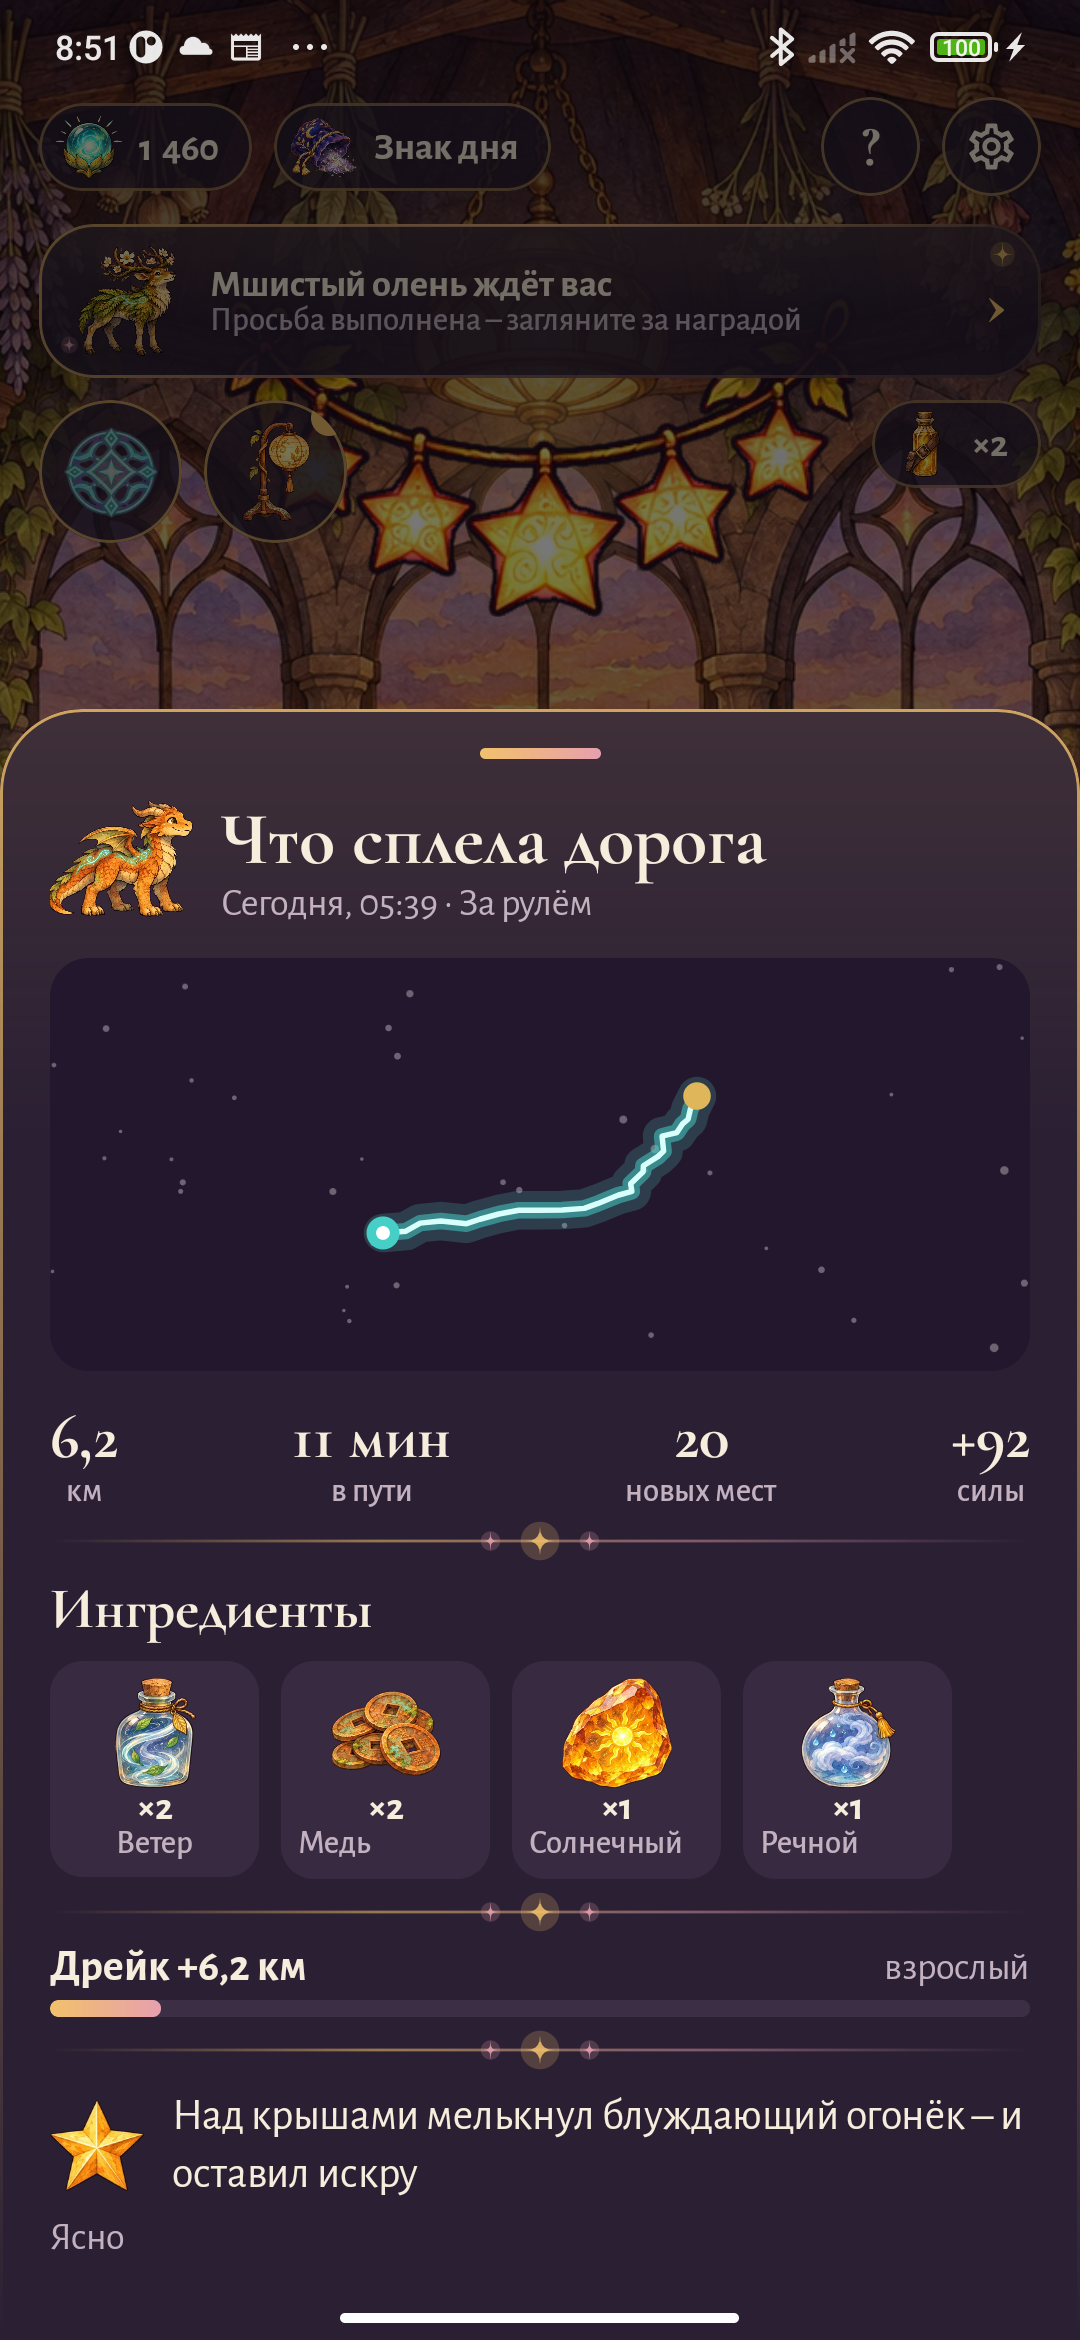 8:51
100
1 460
Знак дня
?
Мшистый олень ждёт вас
Просьба выполнена – загляните за наградой
×2
Что сплела дорога
Сегодня, 05:39 · За рулём
6,2
км
11 мин
в пути
20
новых мест
+92
силы
Ингредиенты
×2
Ветер
×2
Медь
×1
Солнечный
×1
Речной
Дрейк +6,2 км
взрослый
Над крышами мелькнул блуждающий огонёк – и
оставил искру
Ясно